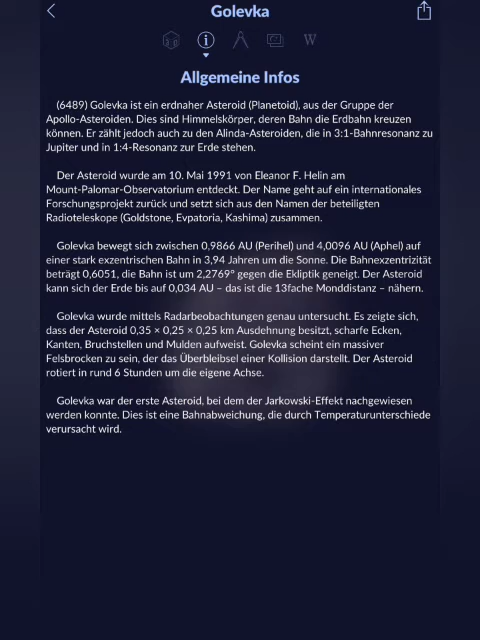 Golevka
W
Allgemeine Infos
(6489) Golevka ist ein erdnaher Asteroid (Planetoid), aus der Gruppe der
Apollo-Asteroiden. Dies sind Himmelskörper, deren Bahn die Erdbahn kreuzen
können. Er zählt jedoch auch zu den Alinda-Asteroiden, die in 3:1-Bahnresonanz zu
Jupiter und in 1:4-Resonanz zur Erde stehen.
Der Asteroid wurde am 10. Mai 1991 von Eleanor F. Helin am
Mount-Palomar-Observatorium entdeckt. Der Name geht auf ein internationales
Forschungsprojekt zurück und setzt sich aus den Namen der beteiligten
Radioteleskope (Goldstone, Evpatoria, Kashima) zusammen.
Golevka bewegt sich zwischen 0,9866 AU (Perihel) und 4,0096 AU (Aphel) auf
einer stark exzentrischen Bahn in 3,94 Jahren um die Sonne. Die Bahnexzentrizität
beträgt 0,6051, die Bahn ist um 2,2769° gegen die Ekliptik geneigt. Der Asteroid
kann sich der Erde bis auf 0,034 AU – das ist die 13fache Monddistanz – nähern.
Golevka wurde mittels Radarbeobachtungen genau untersucht. Es zeigte sich,
dass der Asteroid 0,35 × 0,25 × 0,25 km Ausdehnung besitzt, scharfe Ecken,
Kanten, Bruchstellen und Mulden aufweist. Golevka scheint ein massiver
Felsbrocken zu sein, der das Überbleibsel einer Kollision darstellt. Der Asteroid
rotiert in rund 6 Stunden um die eigene Achse.
Golevka war der erste Asteroid, bei dem der Jarkowski-Effekt nachgewiesen
werden konnte. Dies ist eine Bahnabweichung, die durch Temperaturunterschiede
verursacht wird.